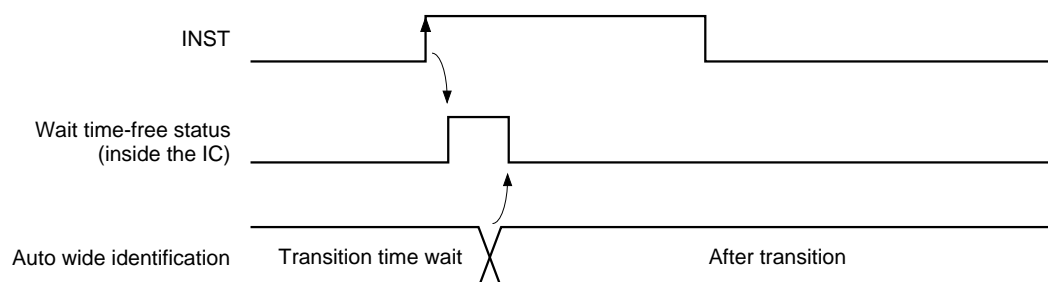 INST
Wait time-free status
(inside the IC)
Auto wide identification
Transition time wait
After transition